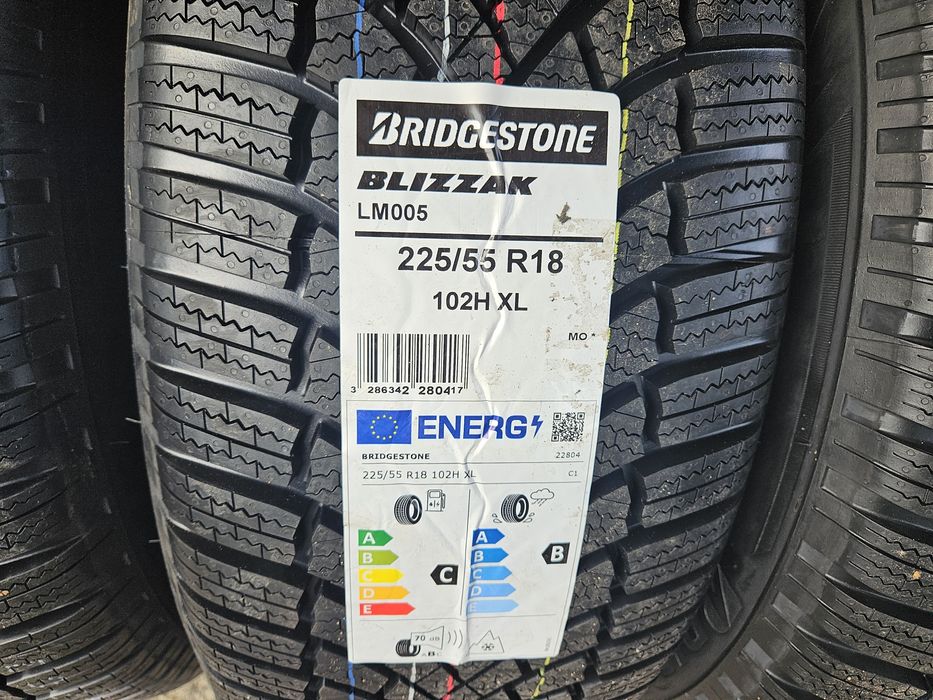 BRIDGESTONE
BLIZZAK
LM005
225/55 R18
102H XL
MO *
3 286342 280417
ENERG
BRIDGESTONE 22804
225/55 R18 102H XL C1
A A
B B B
C C C
D D
E E
70 dB
A B C